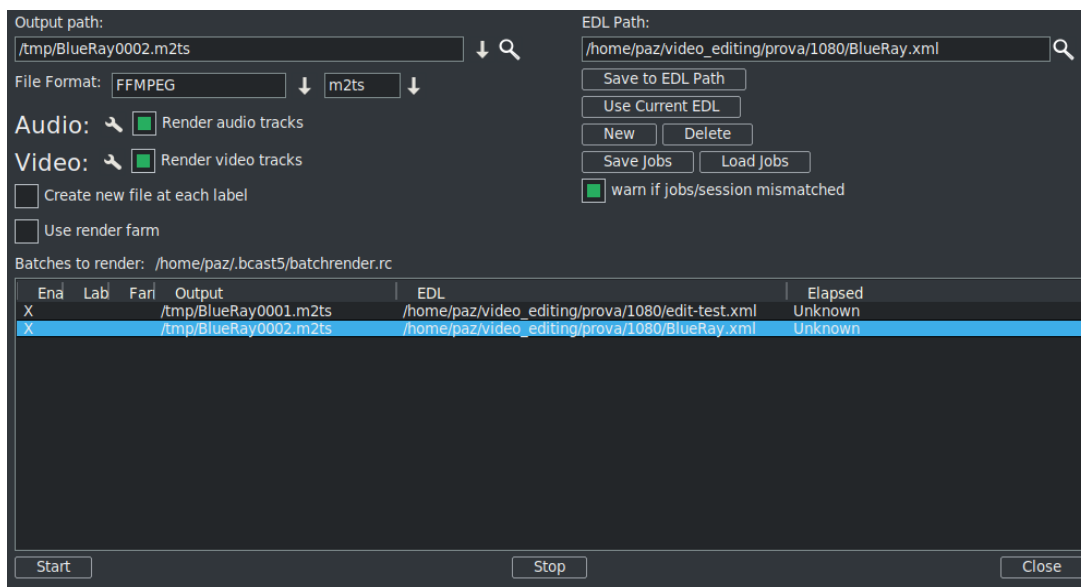 Output path:
/tmp/BlueRay0002.m2ts
File Format: FFMPEG m2ts
Audio: Render audio tracks
Video: Render video tracks
Create new file at each label
Use render farm
EDL Path:
/home/paz/video_editing/prova/1080/BlueRay.xml
Save to EDL Path
Use Current EDL
New Delete
Save Jobs Load Jobs
warn if jobs/session mismatched
Batches to render: /home/paz/.bcast5/batchrender.rc
Ena Lab Far Output EDL Elapsed
X /tmp/BlueRay0001.m2ts /home/paz/video_editing/prova/1080/edit-test.xml Unknown
X /tmp/BlueRay0002.m2ts /home/paz/video_editing/prova/1080/BlueRay.xml Unknown
Start Stop Close